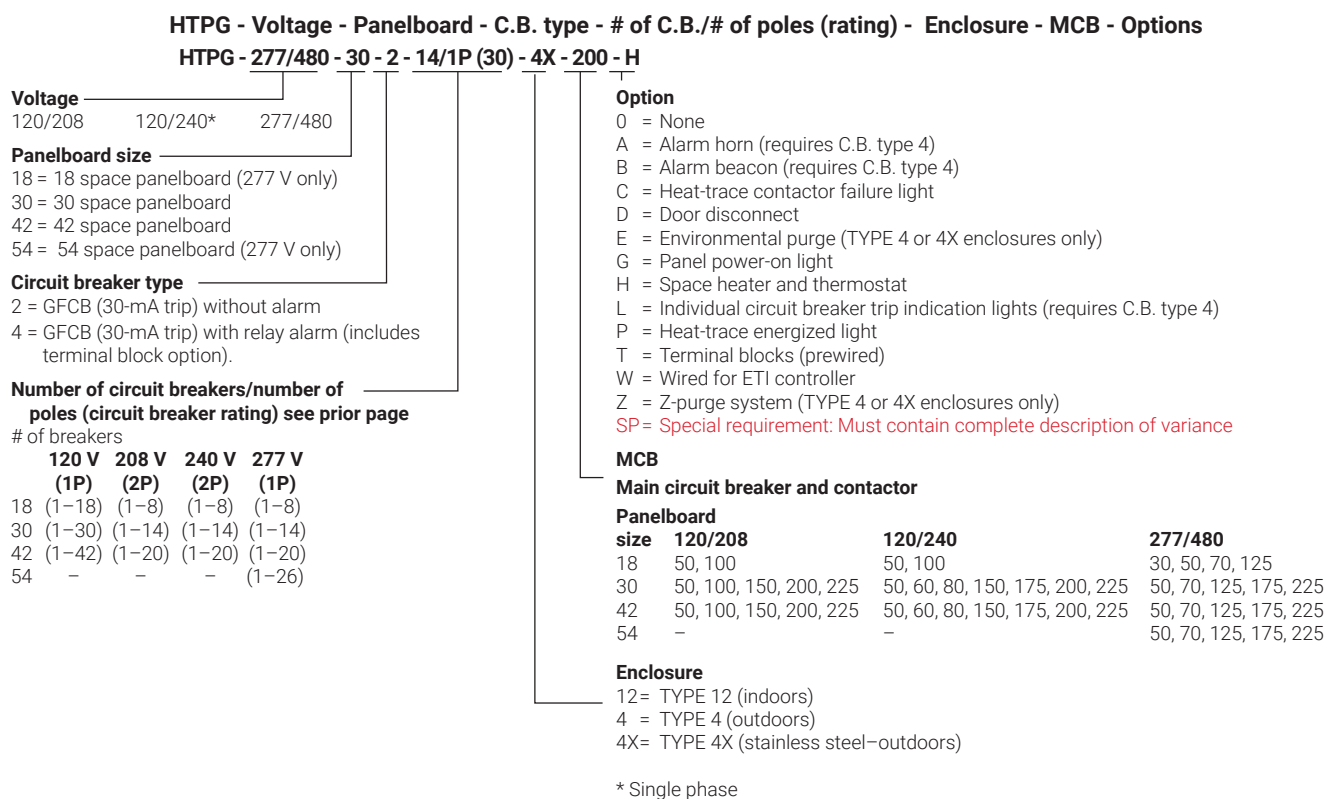 HTPG - Voltage - Panelboard - C.B. type - # of C.B./# of poles (rating) - Enclosure - MCB - Options
HTPG - 277/480 - 30 - 2 - 14/1P (30) - 4X - 200 - H
Voltage
120/208 120/240* 277/480
Panelboard size
18 = 18 space panelboard (277 V only)
30 = 30 space panelboard
42 = 42 space panelboard
54 = 54 space panelboard (277 V only)
Circuit breaker type
2 = GFCB (30-mA trip) without alarm
4 = GFCB (30-mA trip) with relay alarm (includes
terminal block option).
Number of circuit breakers/number of
poles (circuit breaker rating) see prior page
# of breakers
120 V 208 V 240 V 277 V
(1P) (2P) (2P) (1P)
18 (1–18) (1–8) (1–8) (1–8)
30 (1–30) (1–14) (1–14) (1–14)
42 (1–42) (1–20) (1–20) (1–20)
54 – – – (1–26)
Option
0 = None
A = Alarm horn (requires C.B. type 4)
B = Alarm beacon (requires C.B. type 4)
C = Heat-trace contactor failure light
D = Door disconnect
E = Environmental purge (TYPE 4 or 4X enclosures only)
G = Panel power-on light
H = Space heater and thermostat
L = Individual circuit breaker trip indication lights (requires C.B. type 4)
P = Heat-trace energized light
T = Terminal blocks (prewired)
W = Wired for ETI controller
Z = Z-purge system (TYPE 4 or 4X enclosures only)
SP= Special requirement: Must contain complete description of variance
MCB
Main circuit breaker and contactor
Panelboard
size 120/208 120/240 277/480
18 50, 100 50, 100 30, 50, 70, 125
30 50, 100, 150, 200, 225 50, 60, 80, 150, 175, 200, 225 50, 70, 125, 175, 225
42 50, 100, 150, 200, 225 50, 60, 80, 150, 175, 200, 225 50, 70, 125, 175, 225
54 – – 50, 70, 125, 175, 225
Enclosure
12= TYPE 12 (indoors)
4 = TYPE 4 (outdoors)
4X= TYPE 4X (stainless steel–outdoors)
* Single phase